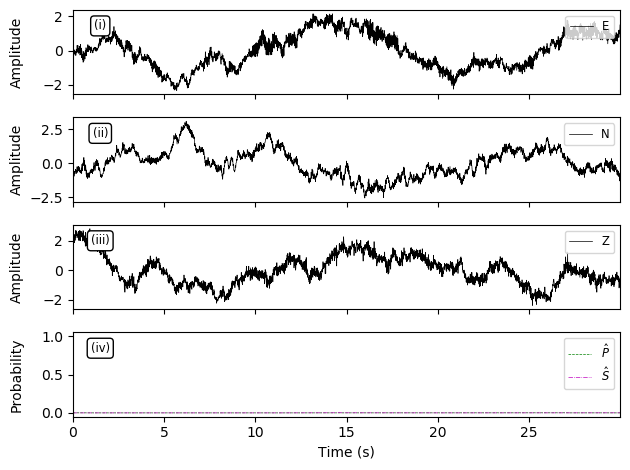 2
0
−2
Amplitude
(i)
E
2.5
0.0
−2.5
Amplitude
(ii)
N
2
0
−2
Amplitude
(iii)
Z
1.0
0.5
0.0
Probability
(iv)
P̂
Ŝ
0 5 10 15 20 25
Time (s)